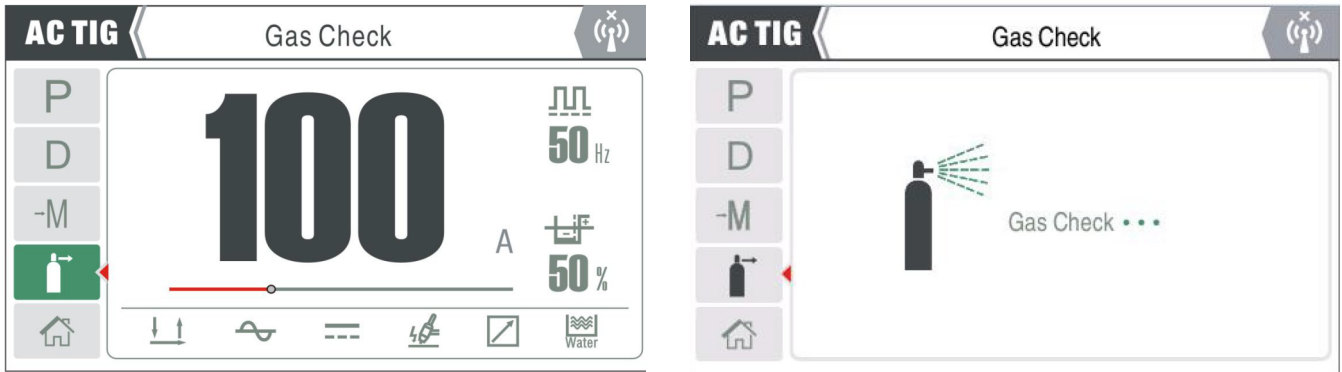 AC TIG
Gas Check
P
D
-M
100 A
50 Hz
50 %
Water
AC TIG
Gas Check
P
D
-M
Gas Check • • •